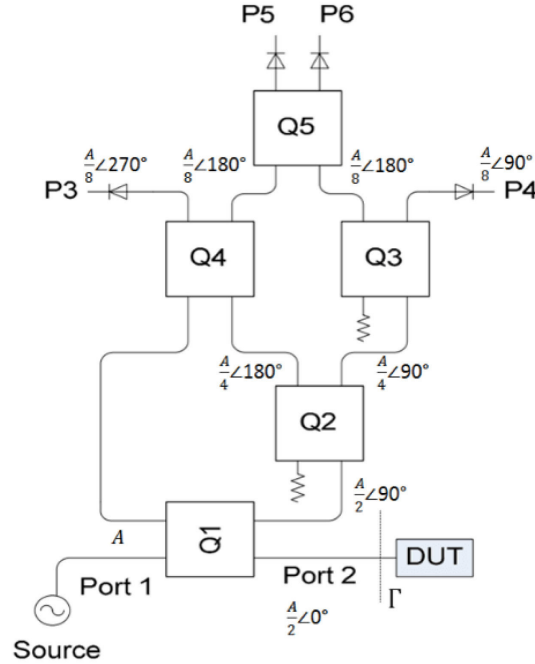 P5 P6
Q5
A/8∠270° A/8∠180° A/8∠180° A/8∠90°
P3 P4
Q4 Q3
A/4∠180° A/4∠90°
Q2
A/2∠90°
A Q1 DUT
Port 1 Port 2 Γ
A/2∠0°
Source